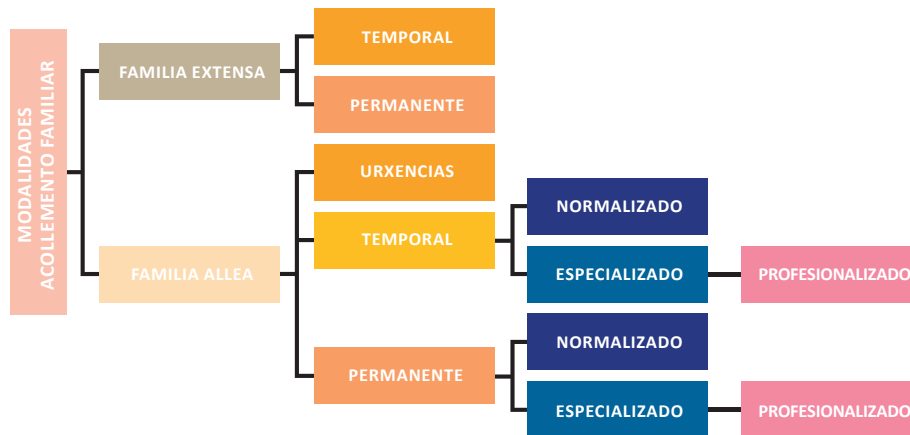 MODALIDADES
ACOLLEMENTO FAMILIAR
FAMILIA EXTENSA
TEMPORAL
PERMANENTE
FAMILIA ALLEA
URXENCIAS
TEMPORAL
NORMALIZADO
ESPECIALIZADO
PROFESIONALIZADO
PERMANENTE
NORMALIZADO
ESPECIALIZADO
PROFESIONALIZADO